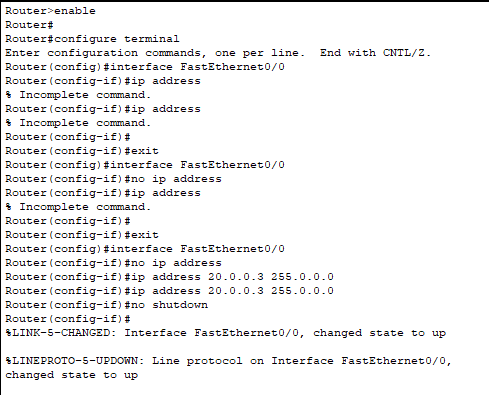 Router>enable
Router#
Router#configure terminal
Enter configuration commands, one per line.  End with CNTL/Z.
Router(config)#interface FastEthernet0/0
Router(config-if)#ip address
% Incomplete command.
Router(config-if)#ip address
% Incomplete command.
Router(config-if)#
Router(config-if)#exit
Router(config)#interface FastEthernet0/0
Router(config-if)#no ip address
Router(config-if)#ip address
% Incomplete command.
Router(config-if)#
Router(config-if)#exit
Router(config)#interface FastEthernet0/0
Router(config-if)#no ip address
Router(config-if)#ip address 20.0.0.3 255.0.0.0
Router(config-if)#ip address 20.0.0.3 255.0.0.0
Router(config-if)#no shutdown
Router(config-if)#
%LINK-5-CHANGED: Interface FastEthernet0/0, changed state to up
%LINEPROTO-5-UPDOWN: Line protocol on Interface FastEthernet0/0,
changed state to up